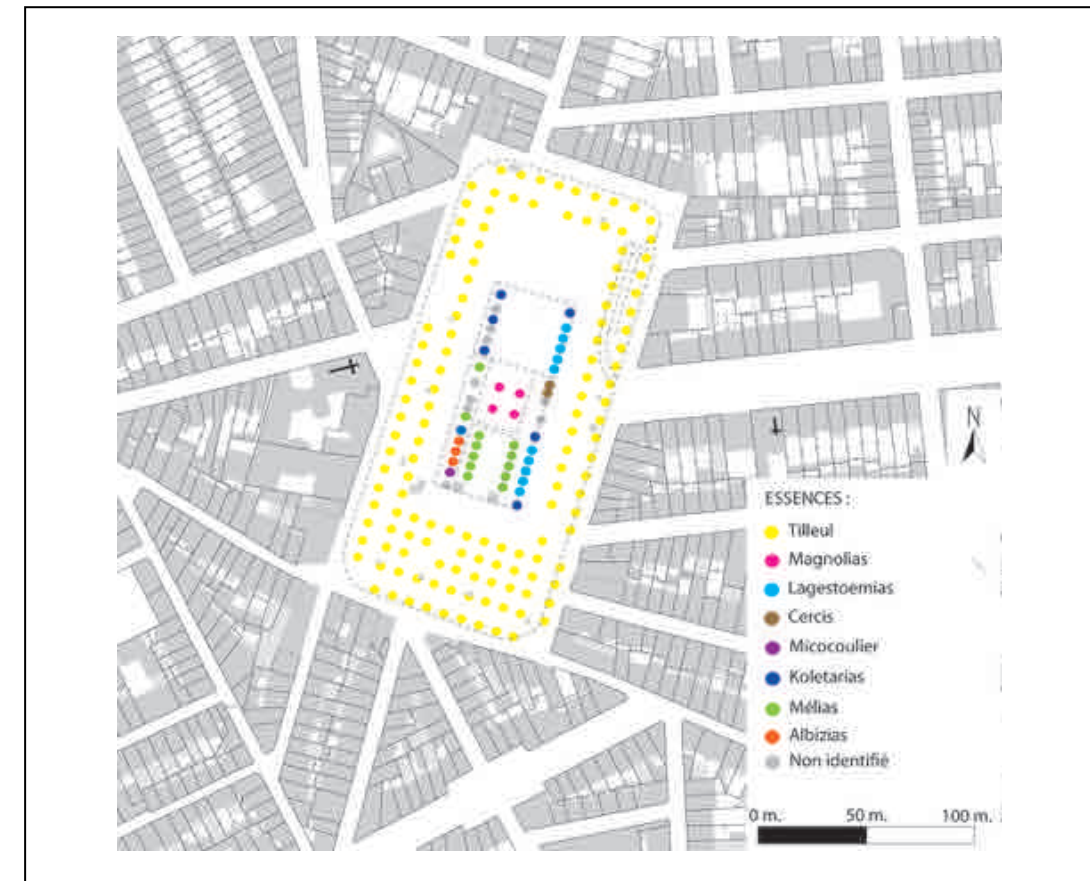 N
ESSENCES :
Tilleul
Magnolias
Lagestoemias
Cercis
Micocoulier
Koletarias
Mélias
Albizias
Non identifié
0 m. 50 m. 100 m.